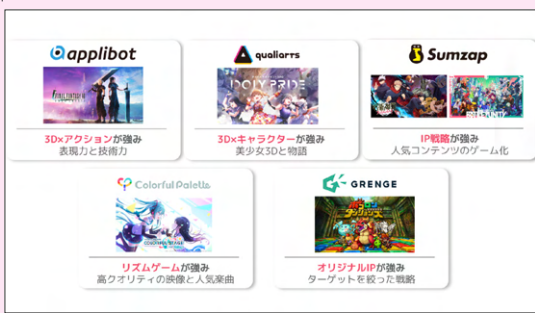 applibot
qualiarts
Sumzap
IDOLY PRIDE
3D×アクションが強み
表現力と技術力
3D×キャラクターが強み
美少女3Dと物語
IP戦略が強み
人気コンテンツのゲーム化
Colorful Palette
GRENGE
COLORFUL STAGE!
リズムゲームが強み
高クオリティの映像と人気楽曲
オリジナルIPが強み
ターゲットを絞った戦略